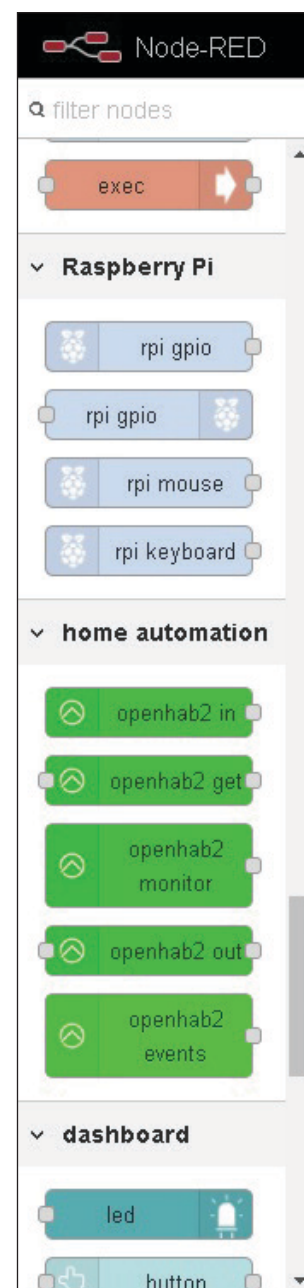 Node-RED
filter nodes
exec
Raspberry Pi
rpi gpio
rpi gpio
rpi mouse
rpi keyboard
home automation
openhab2 in
openhab2 get
openhab2
monitor
openhab2 out
openhab2
events
dashboard
led
button